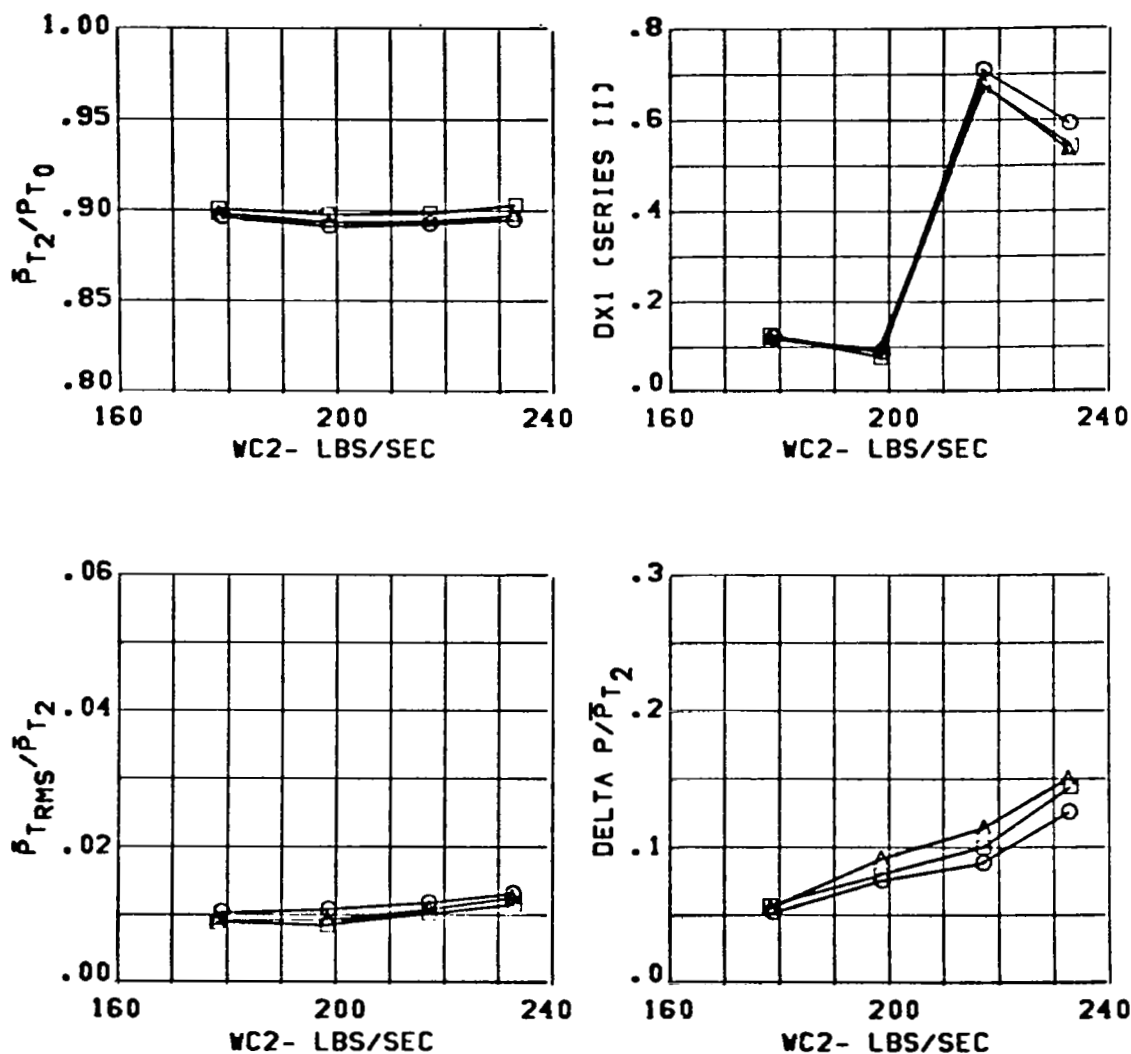 1.00
.95
.90
.85
.80
P̄T2/PT0
160 200 240
WC2- LBS/SEC
.8
.6
.4
.2
.0
DX1 (SERIES II)
160 200 240
WC2- LBS/SEC
.06
.04
.02
.00
P̄TRMS/P̄T2
160 200 240
WC2- LBS/SEC
.3
.2
.1
.0
DELTA P/P̄T2
160 200 240
WC2- LBS/SEC